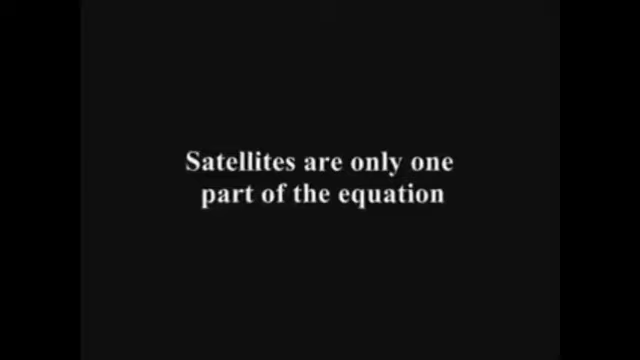 Satellites are only one
part of the equation